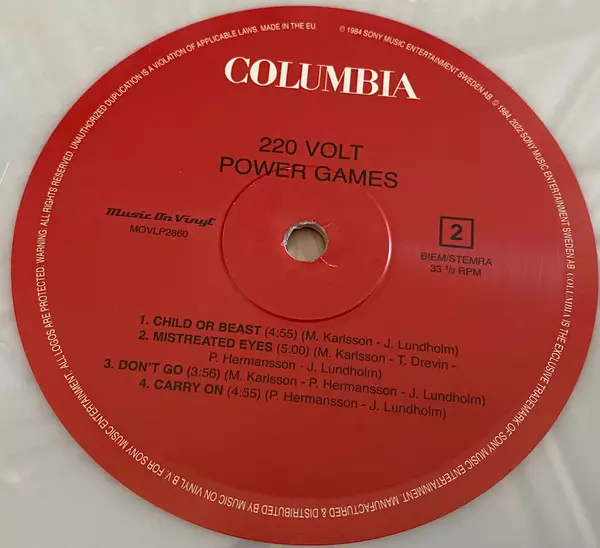 COLUMBIA
220 VOLT
POWER GAMES
Music On Vinyl
MOVLP2860
2
BIEM/STEMRA
33 ⅓ RPM
1. CHILD OR BEAST (4:55) (M. Karlsson - J. Lundholm)
2. MISTREATED EYES (5:00) (M. Karlsson - T. Drevin -
P. Hermansson - J. Lundholm)
3. DON'T GO (3:56) (M. Karlsson - P. Hermansson - J. Lundholm)
4. CARRY ON (4:55) (P. Hermansson - J. Lundholm)
℗ 1984 SONY MUSIC ENTERTAINMENT SWEDEN AB. © 1984, 2022 SONY MUSIC ENTERTAINMENT SWEDEN AB. COLUMBIA IS THE EXCLUSIVE TRADEMARK OF SONY MUSIC ENTERTAINMENT. MANUFACTURED & DISTRIBUTED BY MUSIC ON VINYL B.V. FOR SONY MUSIC ENTERTAINMENT. ALL LOGOS ARE PROTECTED. WARNING: ALL RIGHTS RESERVED. UNAUTHORIZED DUPLICATION IS A VIOLATION OF APPLICABLE LAWS. MADE IN THE EU.